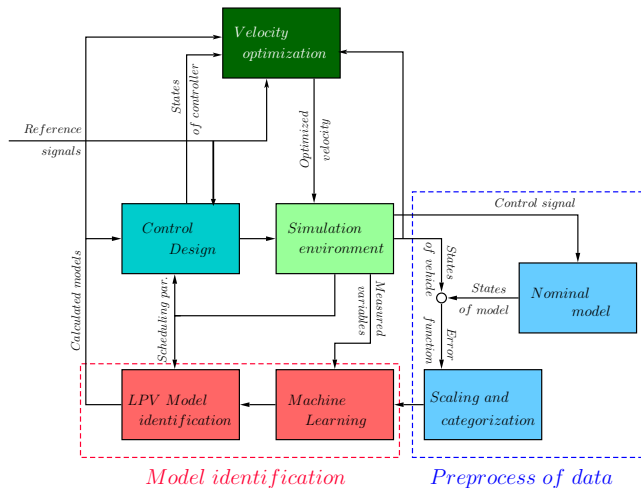 Velocity
optimization
States
of controller
Reference
signals
Optimized
velocity
Control signal
Control
Design
Simulation
environment
States
of vehicle
Nominal
model
States
of model
Calculated models
Scheduling par.
Measured
variables
Error
function
LPV Model
identification
Machine
Learning
Scaling and
categorization
Model identification
Preprocess of data